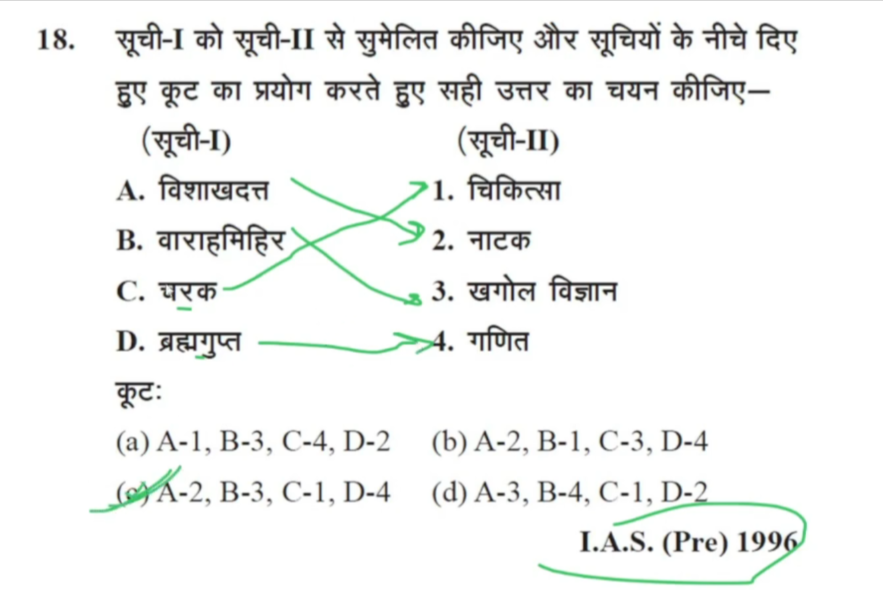 18. सूची-I को सूची-II से सुमेलित कीजिए और सूचियों के नीचे दिए
हुए कूट का प्रयोग करते हुए सही उत्तर का चयन कीजिए—
(सूची-I) (सूची-II)
A. विशाखदत्त 1. चिकित्सा
B. वाराहमिहिर 2. नाटक
C. चरक 3. खगोल विज्ञान
D. ब्रह्मगुप्त 4. गणित
कूटः
(a) A-1, B-3, C-4, D-2 (b) A-2, B-1, C-3, D-4
(c) A-2, B-3, C-1, D-4 (d) A-3, B-4, C-1, D-2
I.A.S. (Pre) 1996